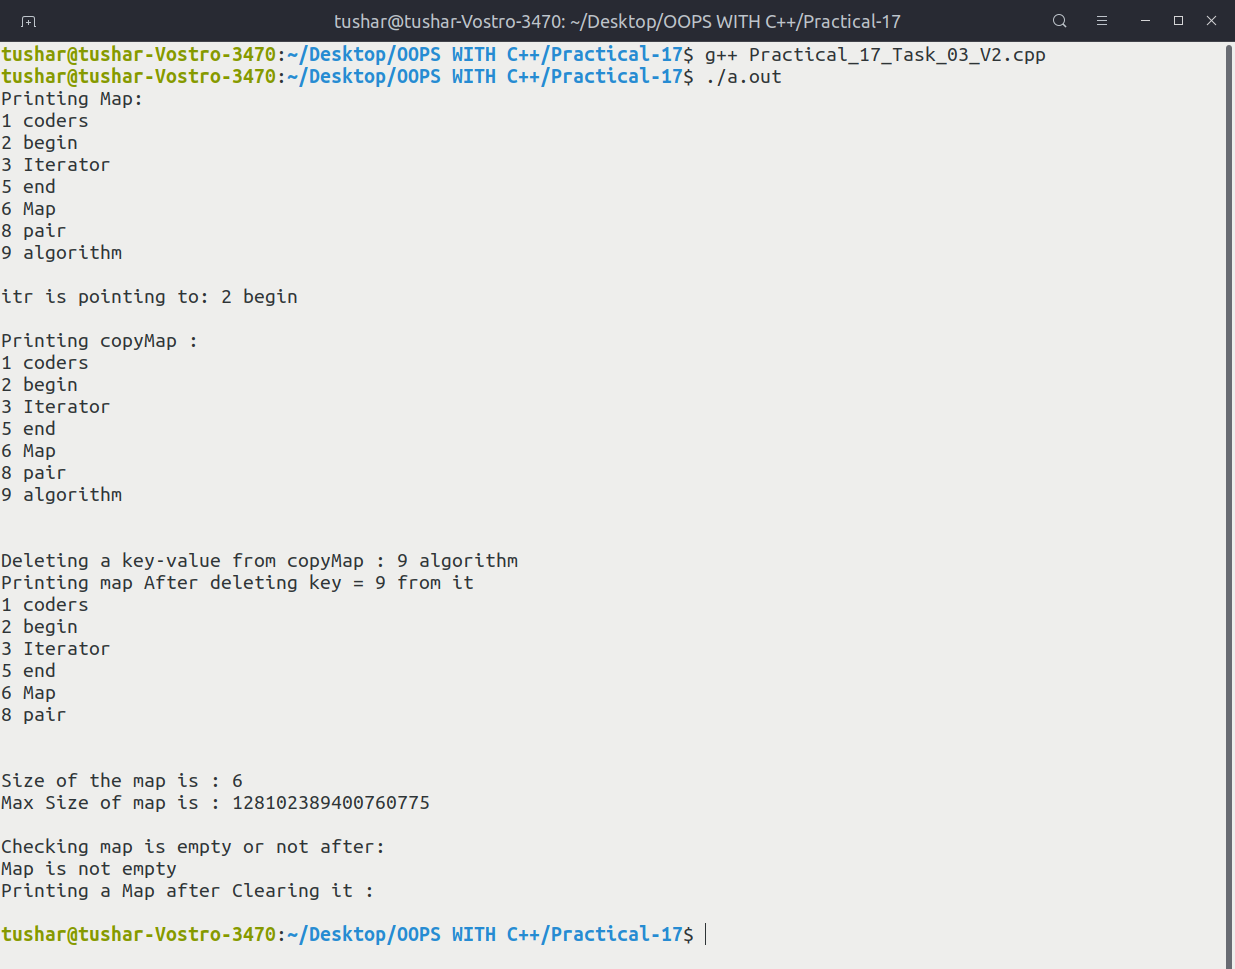 tushar@tushar-Vostro-3470: ~/Desktop/OOPS WITH C++/Practical-17
tushar@tushar-Vostro-3470:~/Desktop/OOPS WITH C++/Practical-17$ g++ Practical_17_Task_03_V2.cpp
tushar@tushar-Vostro-3470:~/Desktop/OOPS WITH C++/Practical-17$ ./a.out
Printing Map:
1 coders
2 begin
3 Iterator
5 end
6 Map
8 pair
9 algorithm

itr is pointing to: 2 begin

Printing copyMap :
1 coders
2 begin
3 Iterator
5 end
6 Map
8 pair
9 algorithm


Deleting a key-value from copyMap : 9 algorithm
Printing map After deleting key = 9 from it
1 coders
2 begin
3 Iterator
5 end
6 Map
8 pair


Size of the map is : 6
Max Size of map is : 128102389400760775

Checking map is empty or not after:
Map is not empty
Printing a Map after Clearing it :

tushar@tushar-Vostro-3470:~/Desktop/OOPS WITH C++/Practical-17$